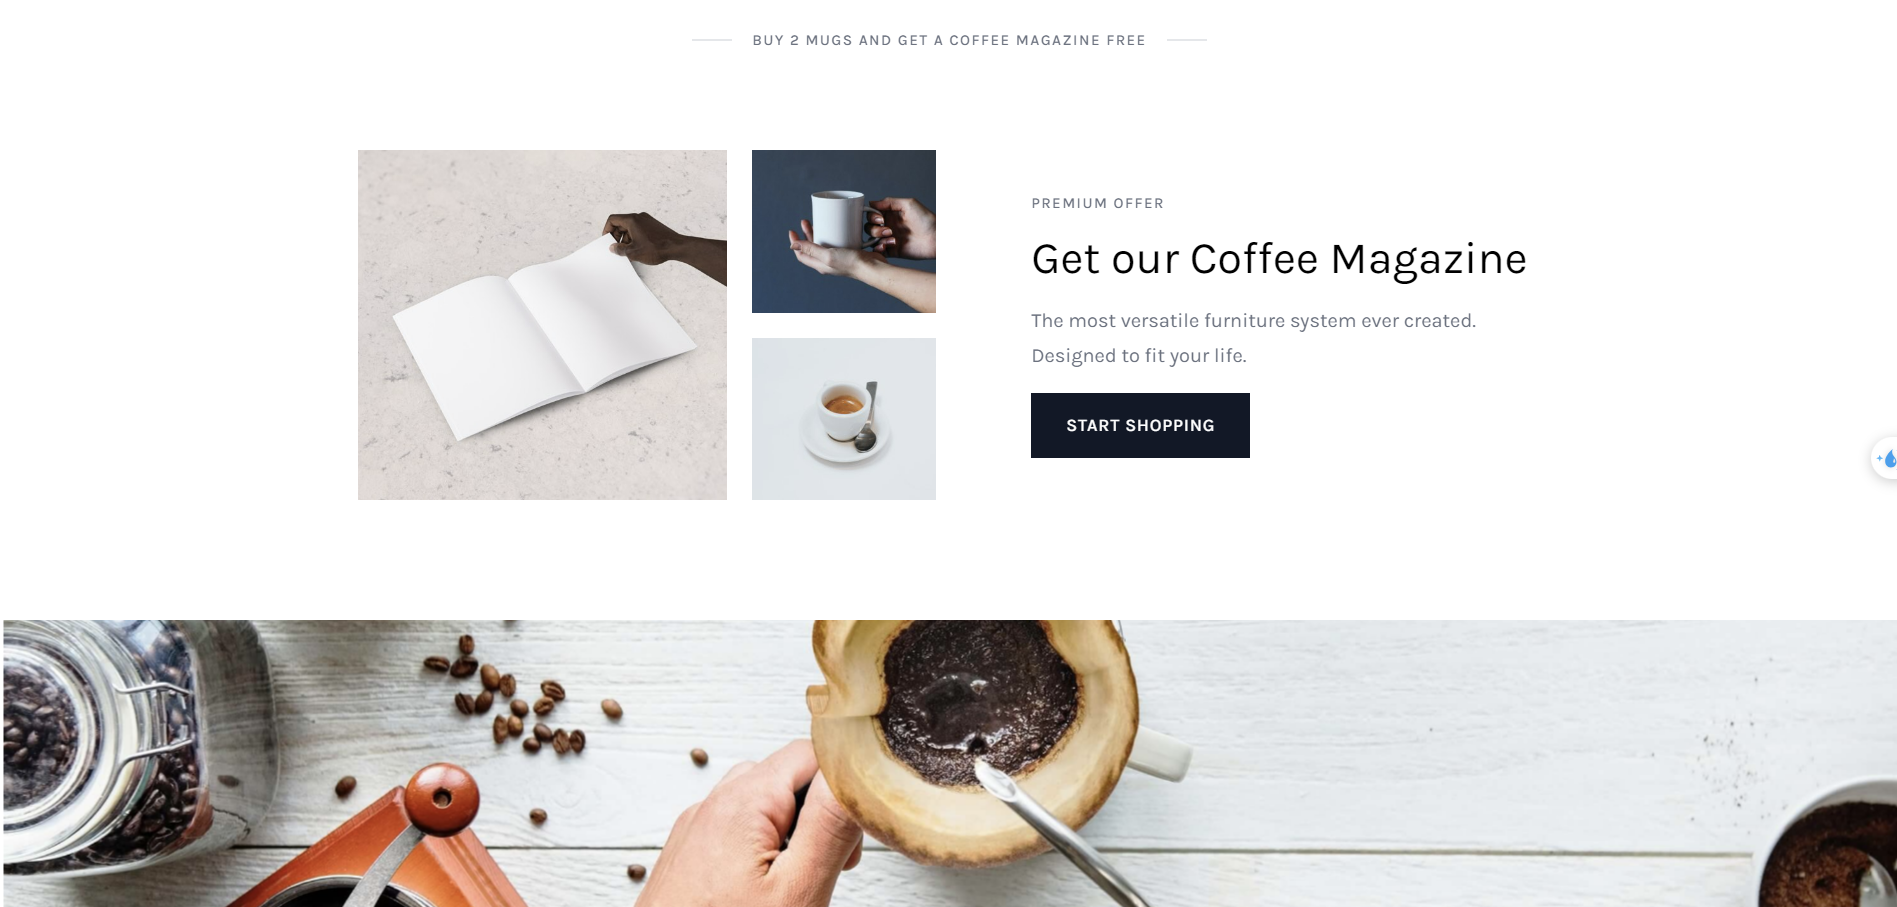 BUY 2 MUGS AND GET A COFFEE MAGAZINE FREE
PREMIUM OFFER
Get our Coffee Magazine
The most versatile furniture system ever created.
Designed to fit your life.
START SHOPPING